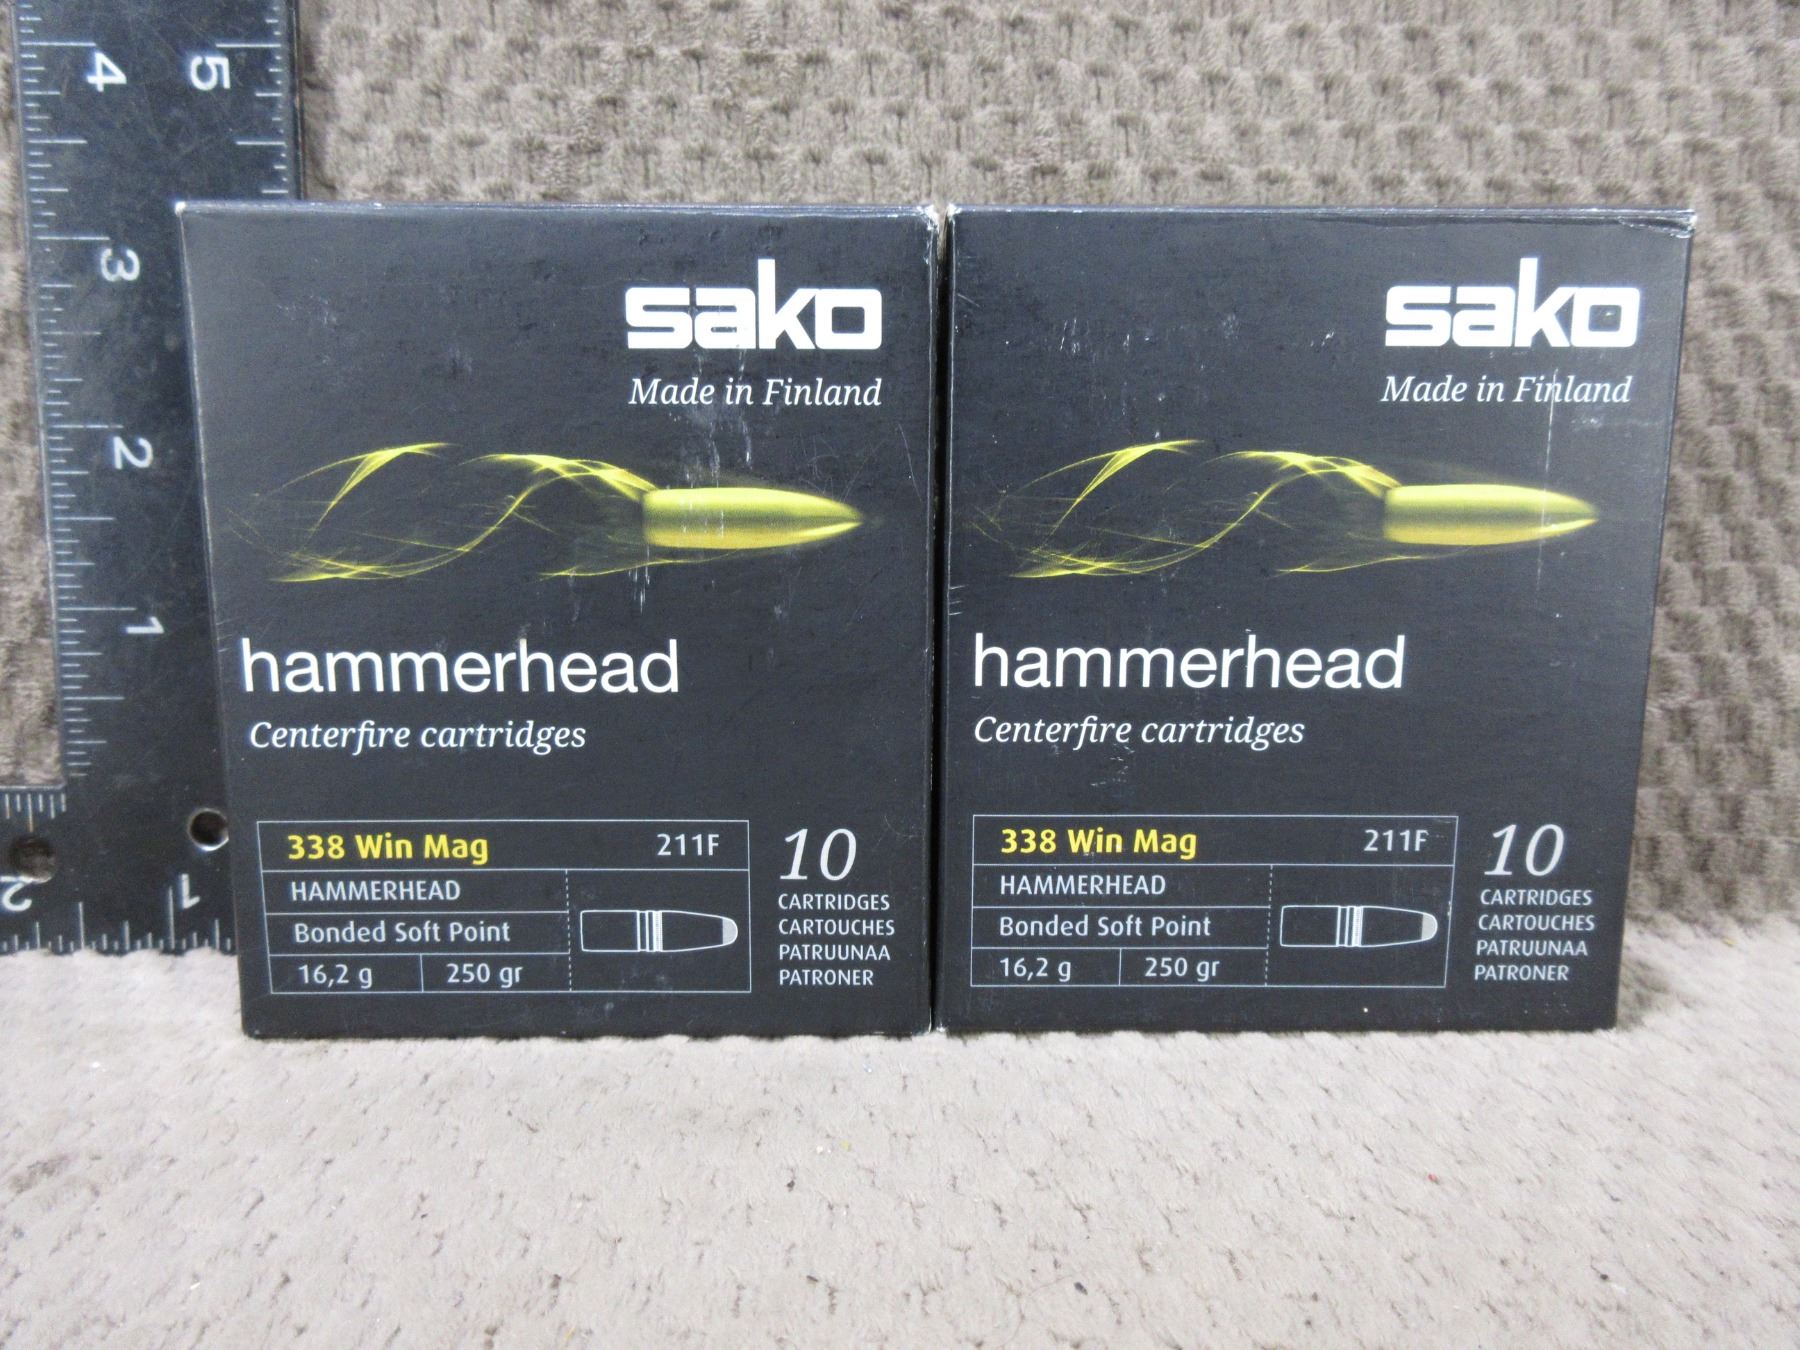 4 5
3
2
1
2 1
sako
Made in Finland
hammerhead
Centerfire cartridges
338 Win Mag 211F
HAMMERHEAD
Bonded Soft Point
16,2 g 250 gr
10
CARTRIDGES
CARTOUCHES
PATRUUNAA
PATRONER
sako
Made in Finland
hammerhead
Centerfire cartridges
338 Win Mag 211F
HAMMERHEAD
Bonded Soft Point
16,2 g 250 gr
10
CARTRIDGES
CARTOUCHES
PATRUUNAA
PATRONER